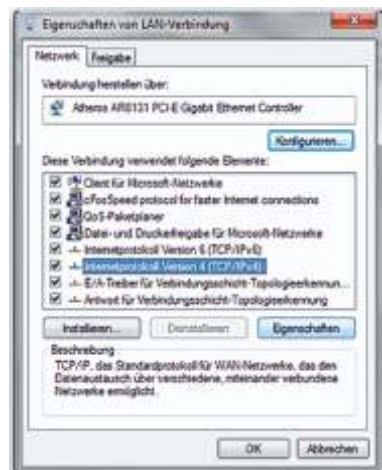 Eigenschaften von LAN-Verbindung
Netzwerk Freigabe
Verbindung herstellen über:
Atheros AR8131 PCI-E Gigabit Ethernet Controller
Konfigurieren...
Diese Verbindung verwendet folgende Elemente:
Client für Microsoft-Netzwerke
cFosSpeed protocol for faster Internet connections
QoS-Paketplaner
Datei- und Druckerfreigabe für Microsoft-Netzwerke
Internetprotokoll Version 6 (TCP/IPv6)
Internetprotokoll Version 4 (TCP/IPv4)
E/A-Treiber für Verbindungsschicht-Topologieerkennun...
Antwort für Verbindungsschicht-Topologieerkennung
Installieren... Deinstallieren Eigenschaften
Beschreibung
TCP/IP, das Standardprotokoll für WAN-Netzwerke, das den
Datenaustausch über verschiedene, miteinander verbundene
Netzwerke ermöglicht.
OK Abbrechen